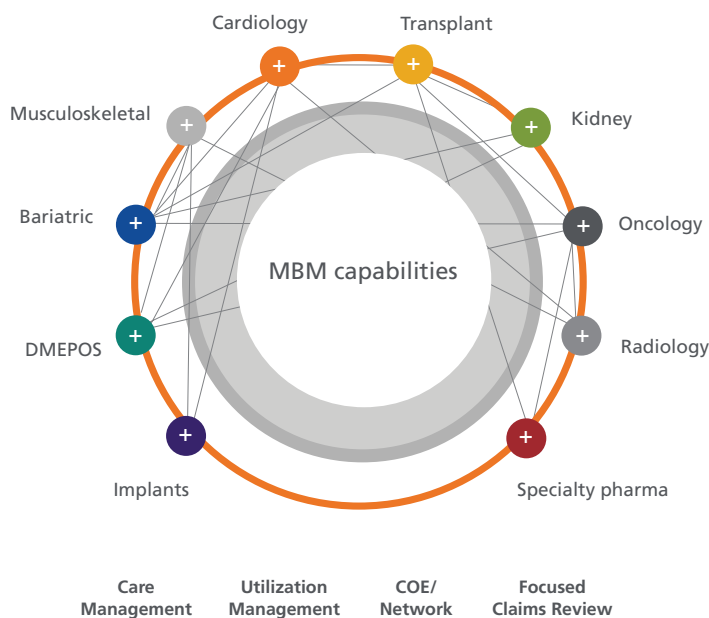 Cardiology
Transplant
Musculoskeletal
Kidney
Bariatric
Oncology
MBM capabilities
DMEPOS
Radiology
Implants
Specialty pharma
Care
Management
Utilization
Management
COE/
Network
Focused
Claims Review